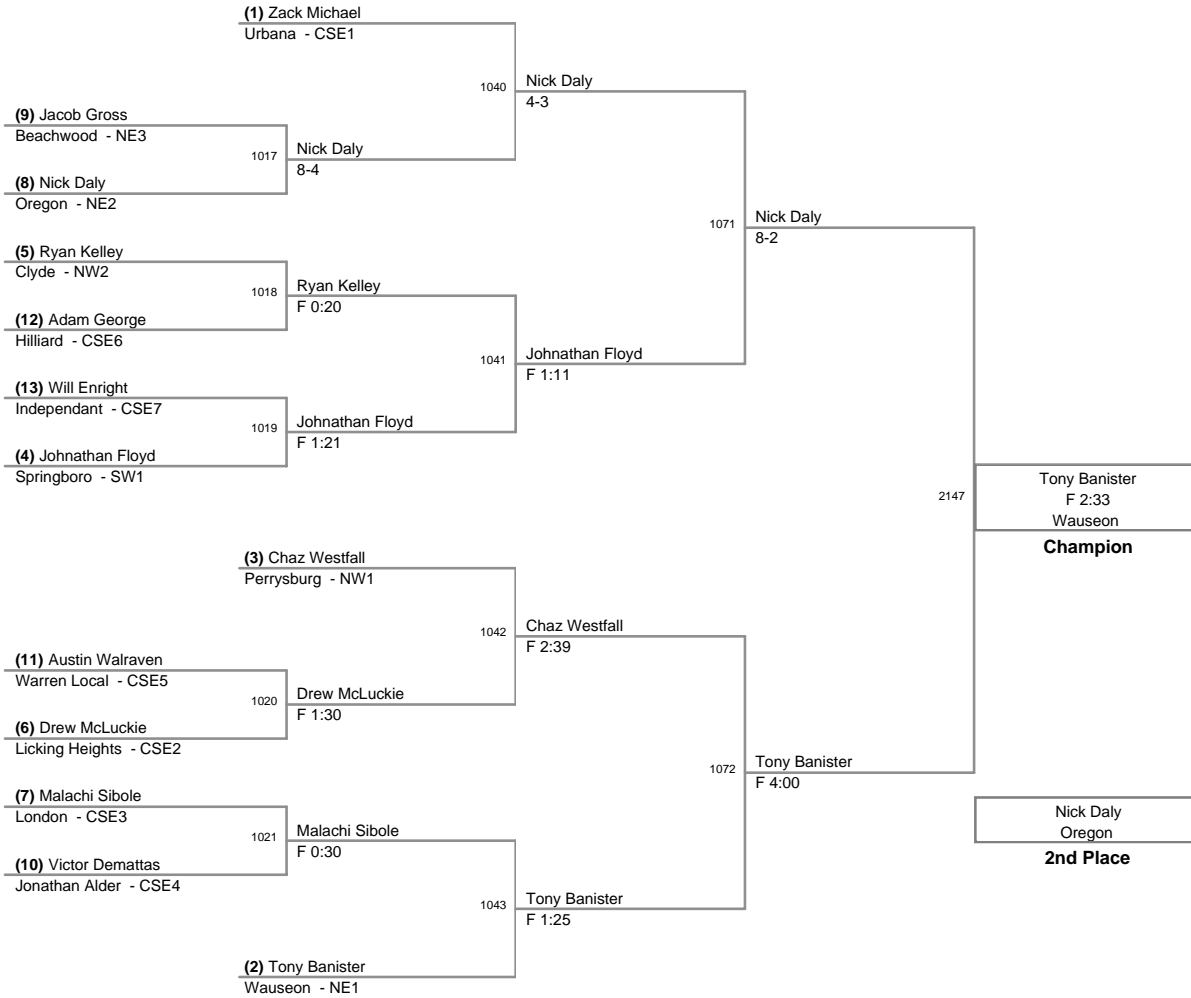 (1) Zack Michael
Urbana - CSE1
1040
Nick Daly
4-3
(9) Jacob Gross
Beachwood - NE3
1017
Nick Daly
8-4
(8) Nick Daly
Oregon - NE2
1071
Nick Daly
8-2
(5) Ryan Kelley
Clyde - NW2
1018
Ryan Kelley
F 0:20
(12) Adam George
Hilliard - CSE6
1041
Johnathan Floyd
F 1:11
(13) Will Enright
Independant - CSE7
1019
Johnathan Floyd
F 1:21
(4) Johnathan Floyd
Springboro - SW1
2147
Tony Banister
F 2:33
Wauseon
Champion
(3) Chaz Westfall
Perrysburg - NW1
1042
Chaz Westfall
F 2:39
(11) Austin Walraven
Warren Local - CSE5
1020
Drew McLuckie
F 1:30
(6) Drew McLuckie
Licking Heights - CSE2
1072
Tony Banister
F 4:00
(7) Malachi Sibole
London - CSE3
1021
Malachi Sibole
F 0:30
(10) Victor Demattas
Jonathan Alder - CSE4
Nick Daly
Oregon
2nd Place
1043
Tony Banister
F 1:25
(2) Tony Banister
Wauseon - NE1